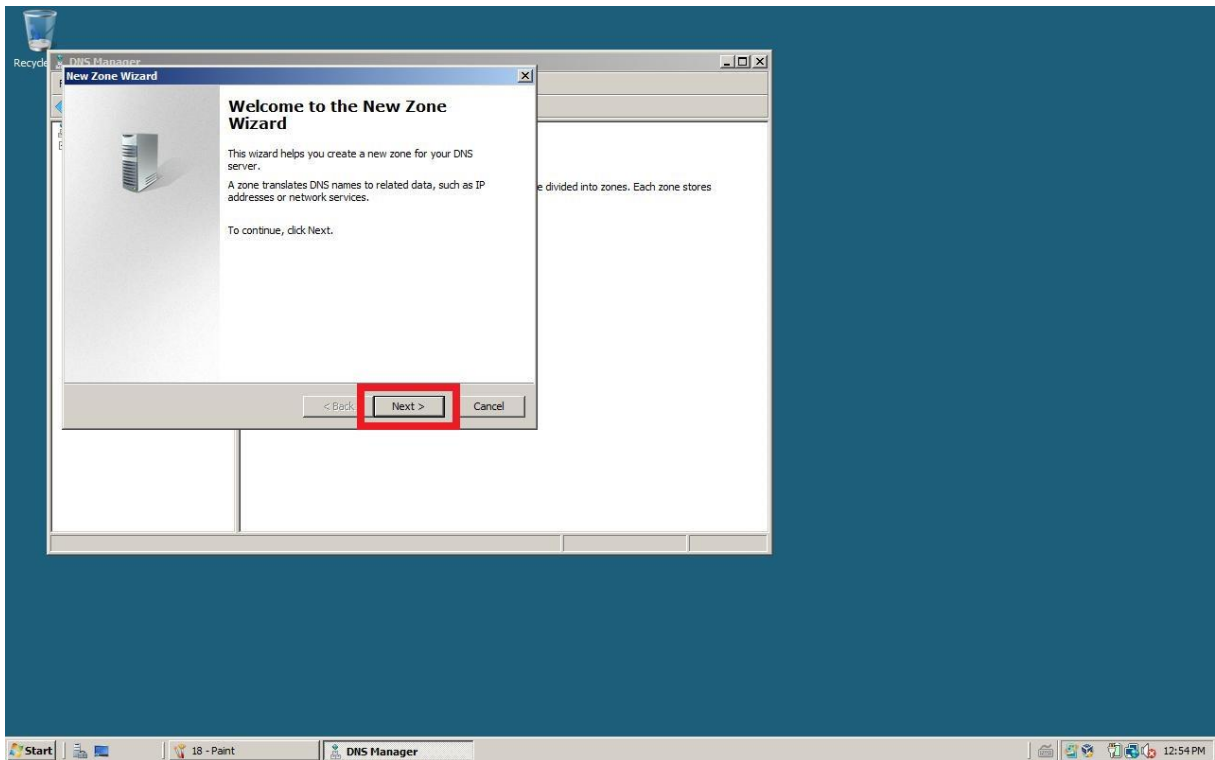 Recycle
DNS Manager
New Zone Wizard
Welcome to the New Zone
Wizard
This wizard helps you create a new zone for your DNS
server.
A zone translates DNS names to related data, such as IP
addresses or network services.
e divided into zones. Each zone stores
To continue, click Next.
< Back
Next >
Cancel
Start
18 - Paint
DNS Manager
12:54 PM